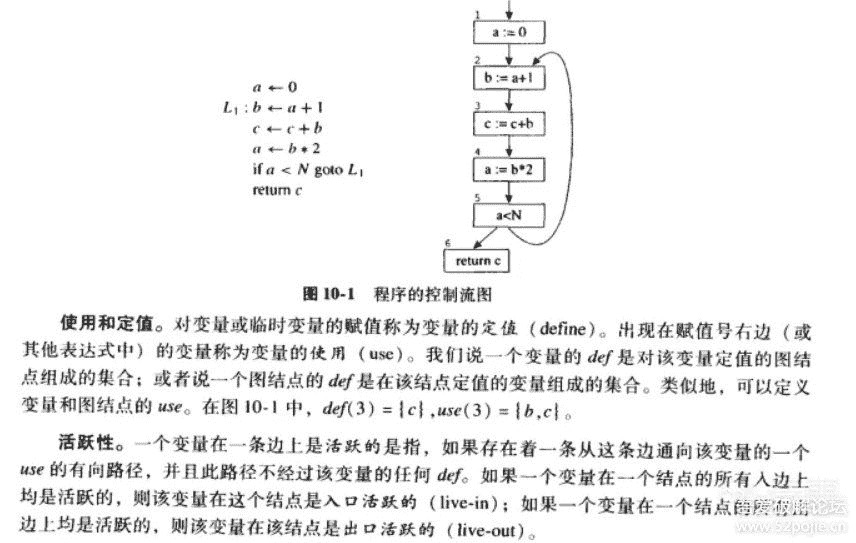 1
a := 0
2
b := a+1
3
c := c+b
4
a := b*2
5
a<N
6
return c
a ← 0
L₁ : b ← a + 1
c ← c + b
a ← b * 2
if a < N goto L₁
return c
图 10-1 程序的控制流图
使用和定值。对变量或临时变量的赋值称为变量的定值（define）。出现在赋值号右边（或
其他表达式中）的变量称为变量的使用（use）。我们说一个变量的 def 是对该变量定值的图结
点组成的集合；或者说一个图结点的 def 是在该结点定值的变量组成的集合。类似地，可以定义
变量和图结点的 use。在图 10-1 中，def(3) = {c} ,use(3) = {b,c} 。
活跃性。一个变量在一条边上是活跃的是指，如果存在着一条从这条边通向该变量的一个
use 的有向路径，并且此路径不经过该变量的任何 def。如果一个变量在一个结点的所有入边上
均是活跃的，则该变量在这个结点是入口活跃的（live-in）；如果一个变量在一个结点的
边上均是活跃的，则该变量在该结点是出口活跃的（live-out）。
吾爱破解论坛
www.52pojie.cn